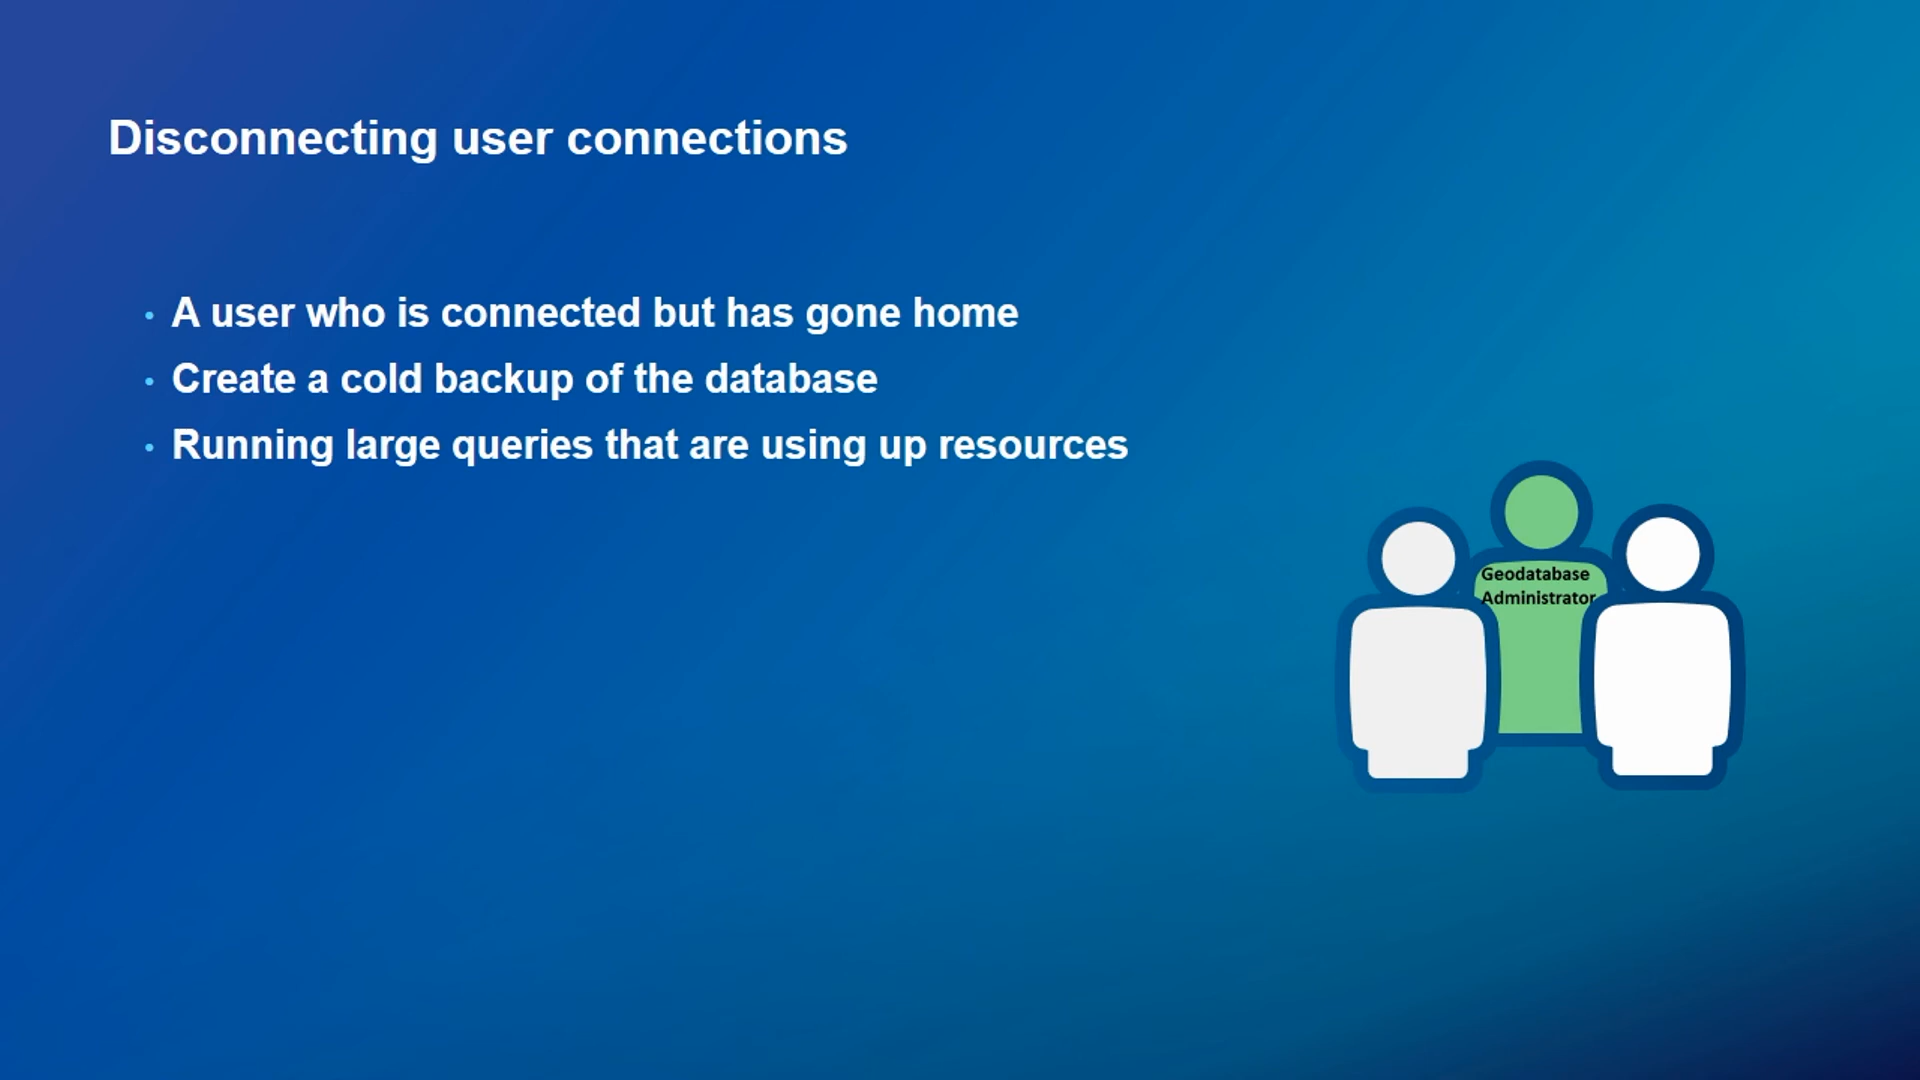 Disconnecting user connections
• A user who is connected but has gone home
• Create a cold backup of the database
• Running large queries that are using up resources
Geodatabase
Administrator